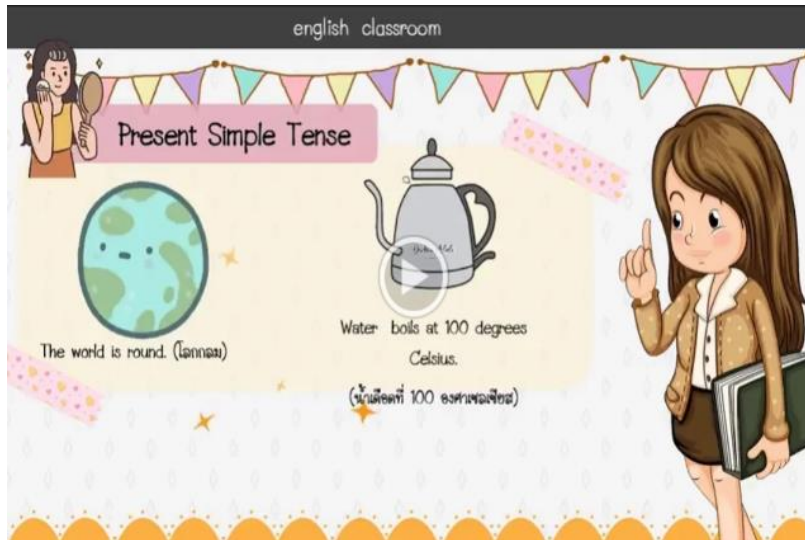 english classroom
Present Simple Tense
The world is round. (โลกกลม)
Water boils at 100 degrees
Celsius.
(น้ำเดือดที่ 100 องศาเซลเซียส)